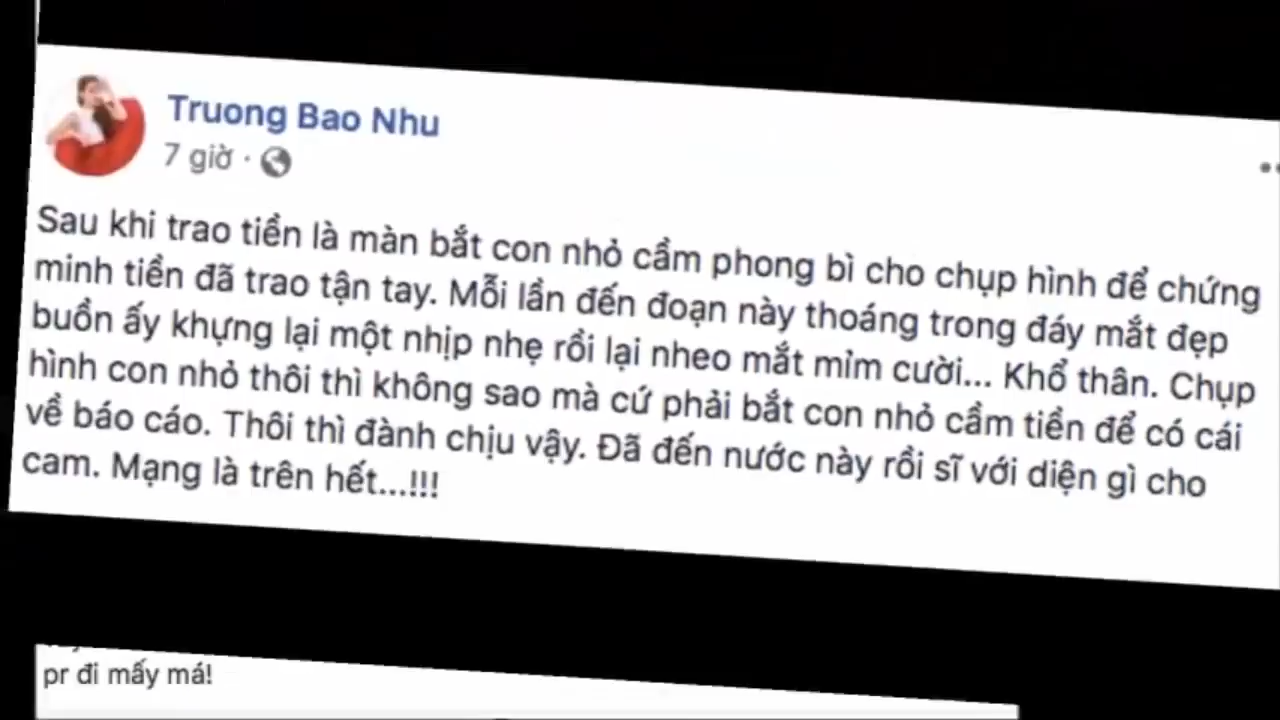 Truong Bao Nhu
7 giờ ·
Sau khi trao tiền là màn bắt con nhỏ cầm phong bì cho chụp hình để chứng
minh tiền đã trao tận tay. Mỗi lần đến đoạn này thoáng trong đáy mắt đẹp
buồn ấy khựng lại một nhịp nhẹ rồi lại nheo mắt mỉm cười... Khổ thân. Chụp
hình con nhỏ thôi thì không sao mà cứ phải bắt con nhỏ cầm tiền để có cái
về báo cáo. Thôi thì đành chịu vậy. Đã đến nước này rồi sĩ với diện gì cho
cam. Mạng là trên hết...!!!
pr đi mấy má!